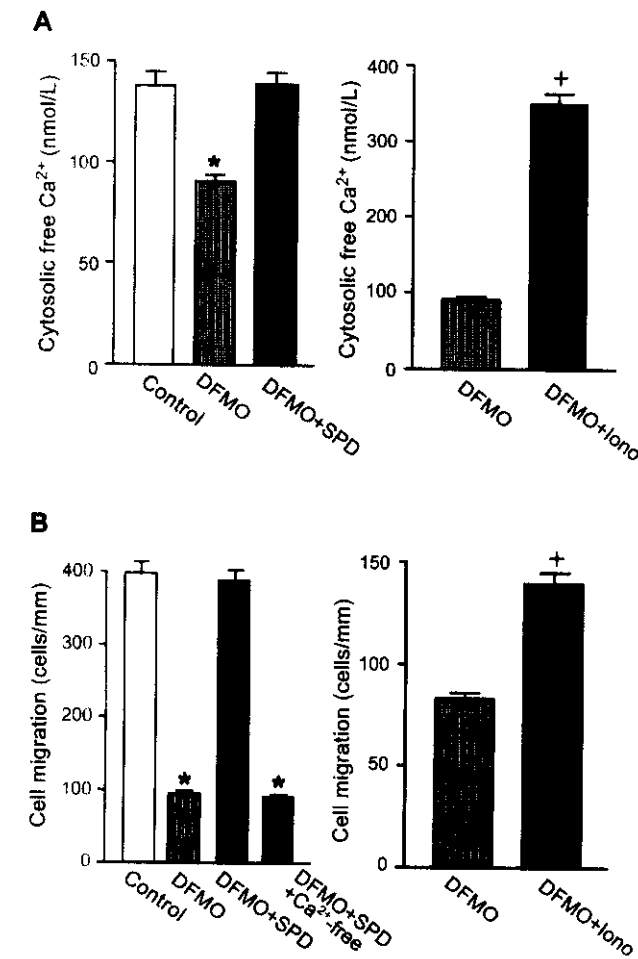 A
Cytosolic free Ca²⁺ (nmol/L)
150
100
50
0
*
Control
DFMO
DFMO+SPD
Cytosolic free Ca²⁺ (nmol/L)
400
300
200
100
0
+
DFMO
DFMO+Iono
B
Cell migration (cells/mm)
400
300
200
100
0
*
*
Control
DFMO
DFMO+SPD
DFMO+SPD
+Ca²⁺-free
Cell migration (cells/mm)
150
100
50
0
+
DFMO
DFMO+Iono